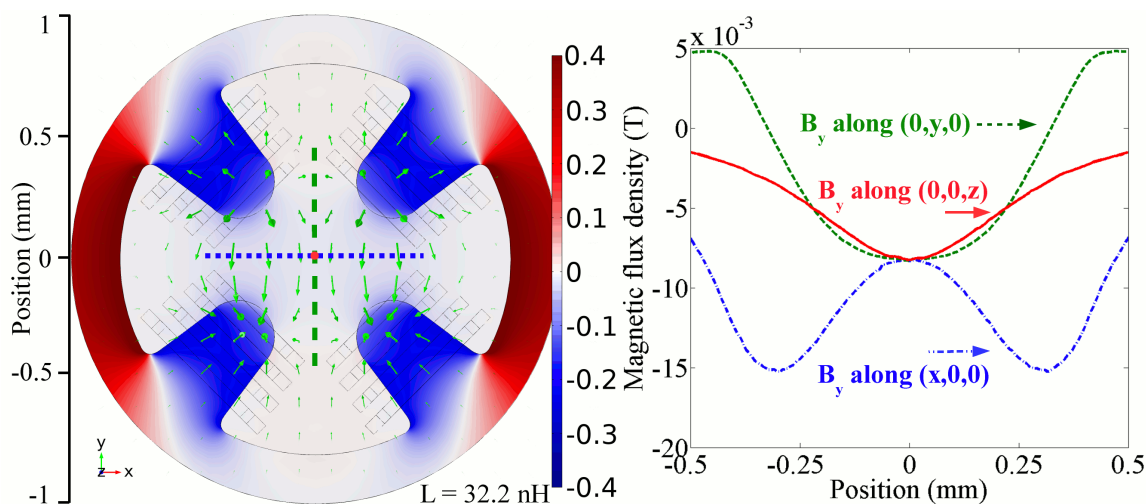 1
0.5
0
-0.5
-1
Position (mm)
y
z
x
L = 32.2 nH
0.4
0.3
0.2
0.1
0
-0.1
-0.2
-0.3
-0.4
Magnetic flux density (T)
x 10⁻³
5
0
-5
-10
-15
-20
B_y along (0,y,0)
B_y along (0,0,z)
B_y along (x,0,0)
-0.5
-0.25
0
0.25
0.5
Position (mm)